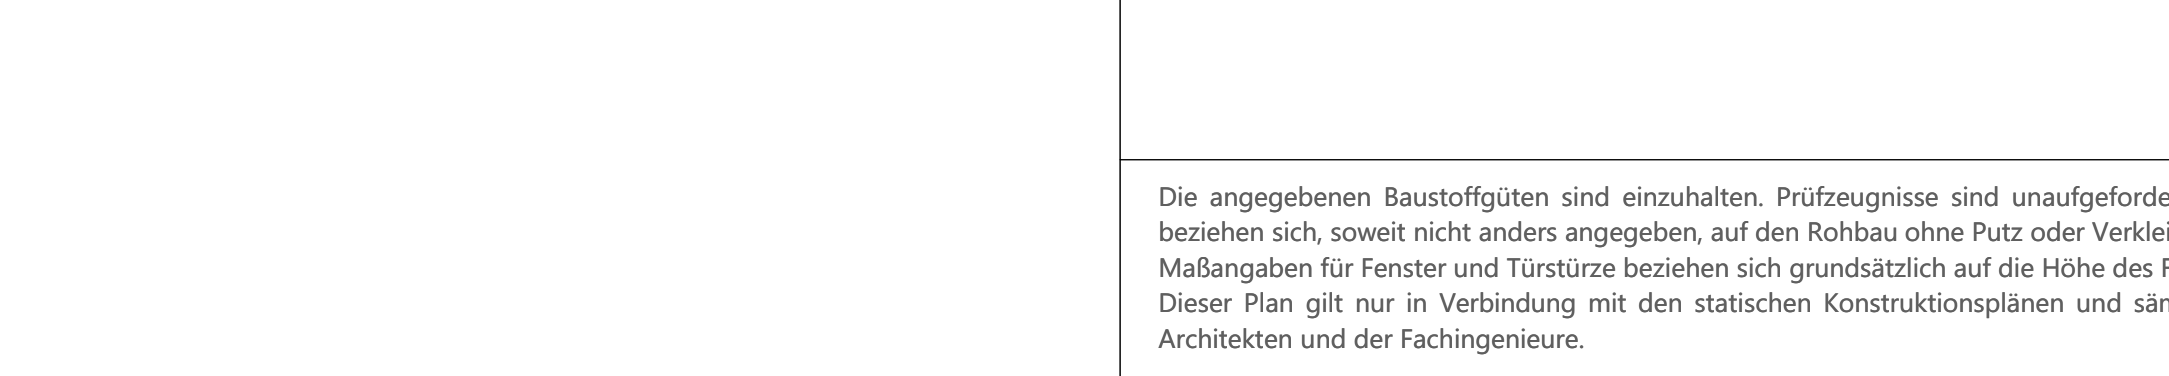 Die angegebenen Baustoffgüten sind einzuhalten. Prüfzeugnisse sind unaufgeforde
beziehen sich, soweit nicht anders angegeben, auf den Rohbau ohne Putz oder Verklei
Maßangaben für Fenster und Türstürze beziehen sich grundsätzlich auf die Höhe des
Dieser Plan gilt nur in Verbindung mit den statischen Konstruktionsplänen und
Architekten und der Fachingenieure.